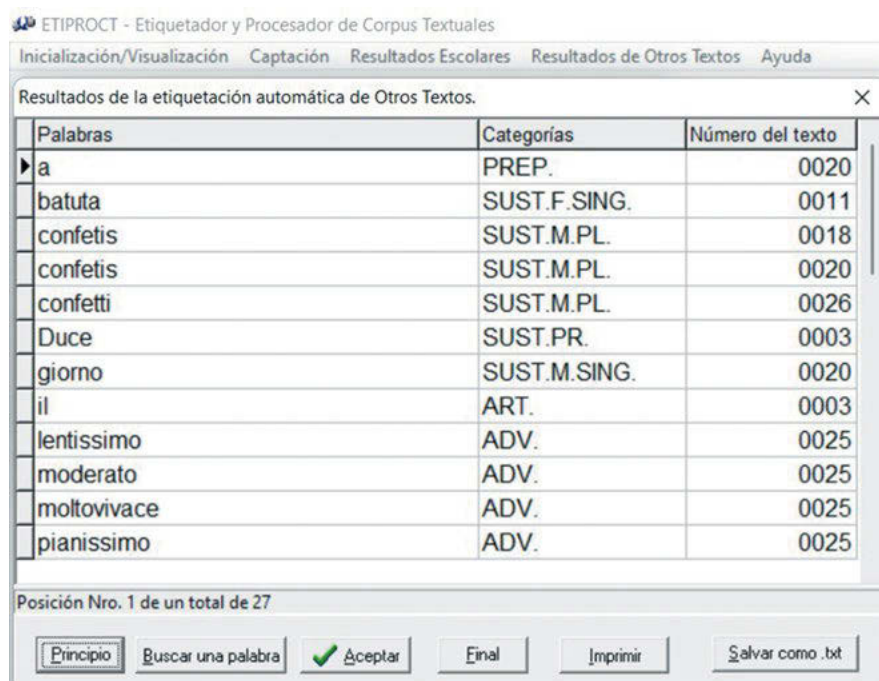 ETIPROCT - Etiquetador y Procesador de Corpus Textuales
Inicialización/Visualización Captación Resultados Escolares Resultados de Otros Textos Ayuda
Resultados de la etiquetación automática de Otros Textos.
Palabras Categorías Número del texto
a PREP. 0020
batuta SUST.F.SING. 0011
confetis SUST.M.PL. 0018
confetis SUST.M.PL. 0020
confetti SUST.M.PL. 0026
Duce SUST.PR. 0003
giorno SUST.M.SING. 0020
il ART. 0003
lentissimo ADV. 0025
moderato ADV. 0025
moltovivace ADV. 0025
pianissimo ADV. 0025
Posición Nro. 1 de un total de 27
Principio Buscar una palabra Aceptar Final Imprimir Salvar como .txt